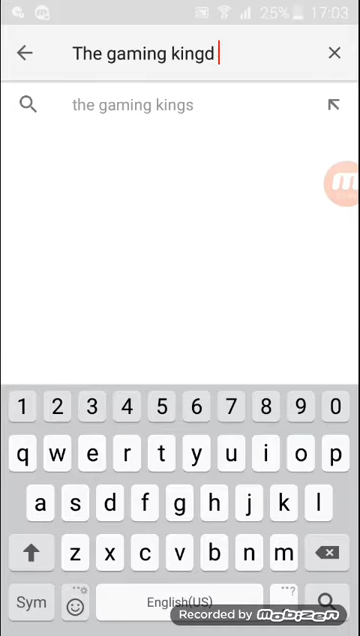 25% 17:03
The gaming kingd
the gaming kings
1 2 3 4 5 6 7 8 9 0
q w e r t y u i o p
a s d f g h j k l
z x c v b n m
Sym English(US)
Recorded by mobizen